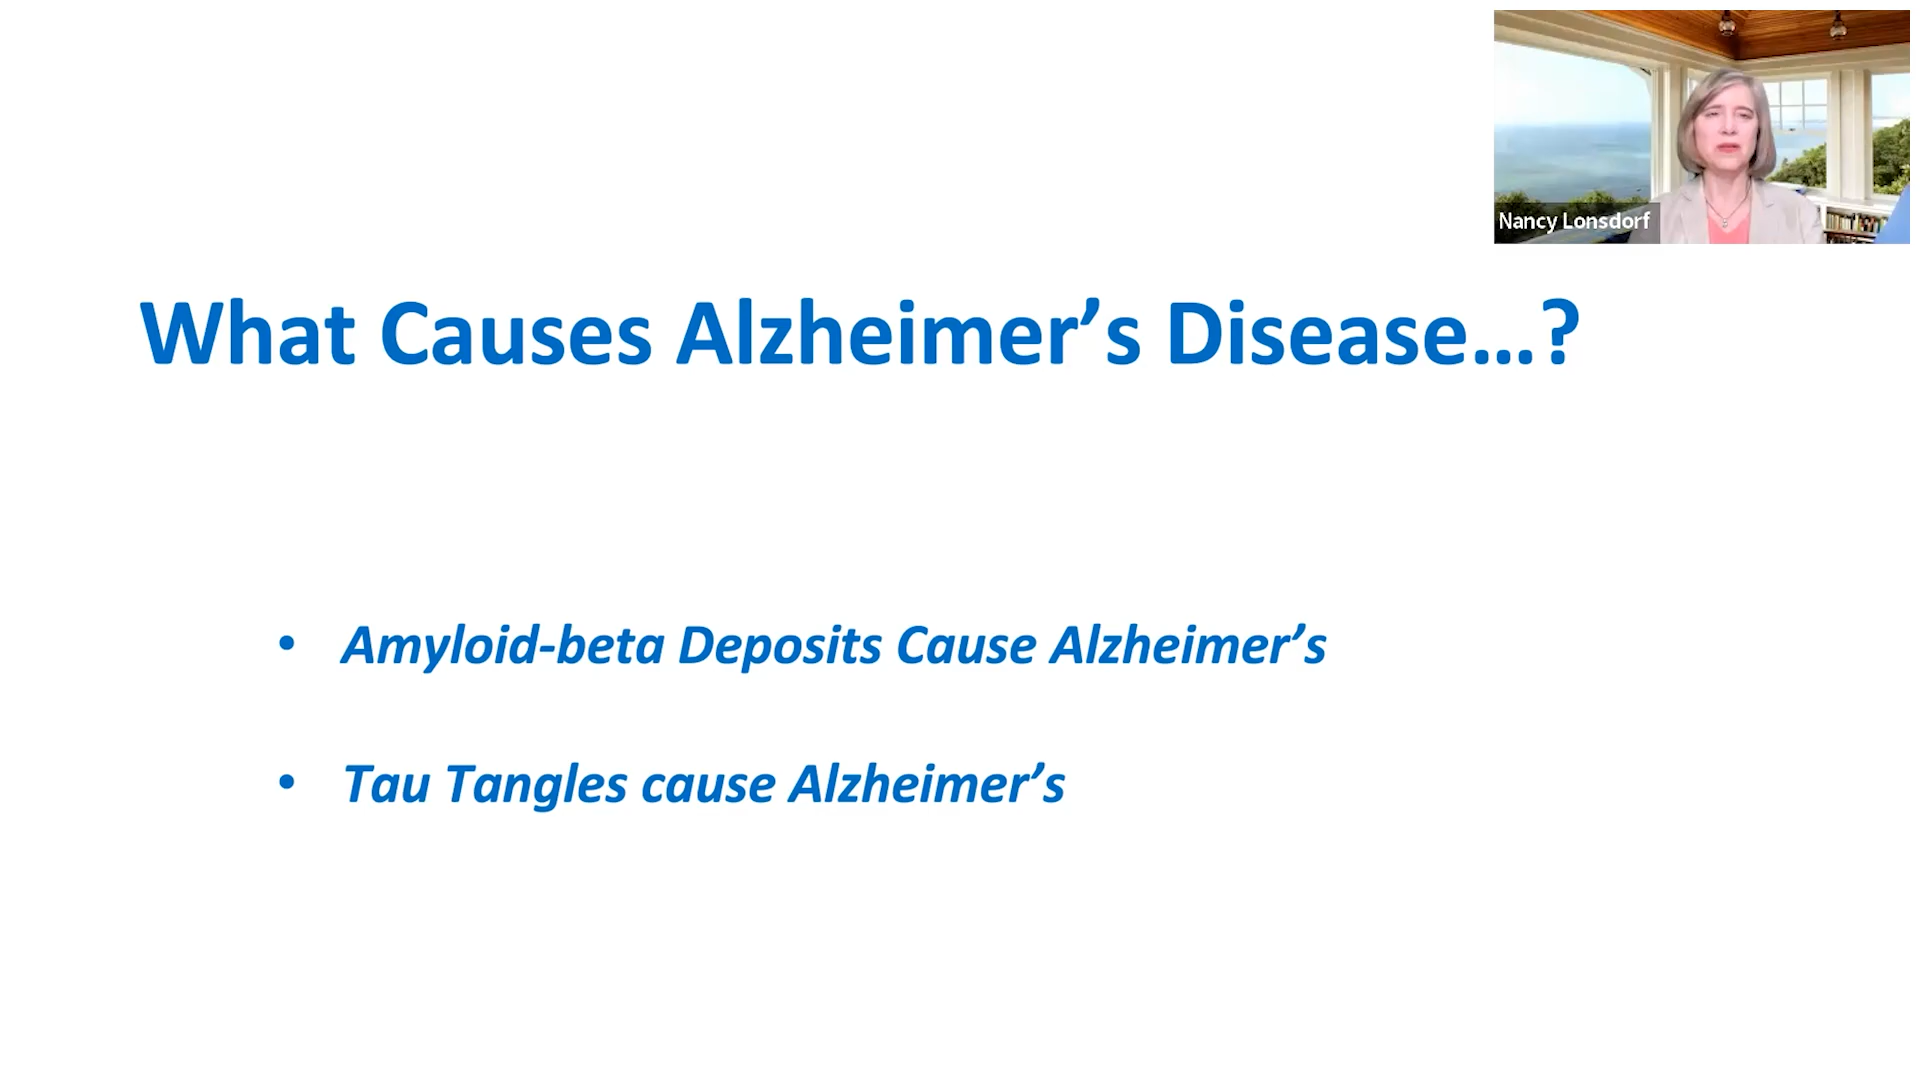 Nancy Lonsdorf
What Causes Alzheimer’s Disease…?
• Amyloid-beta Deposits Cause Alzheimer’s
• Tau Tangles cause Alzheimer’s